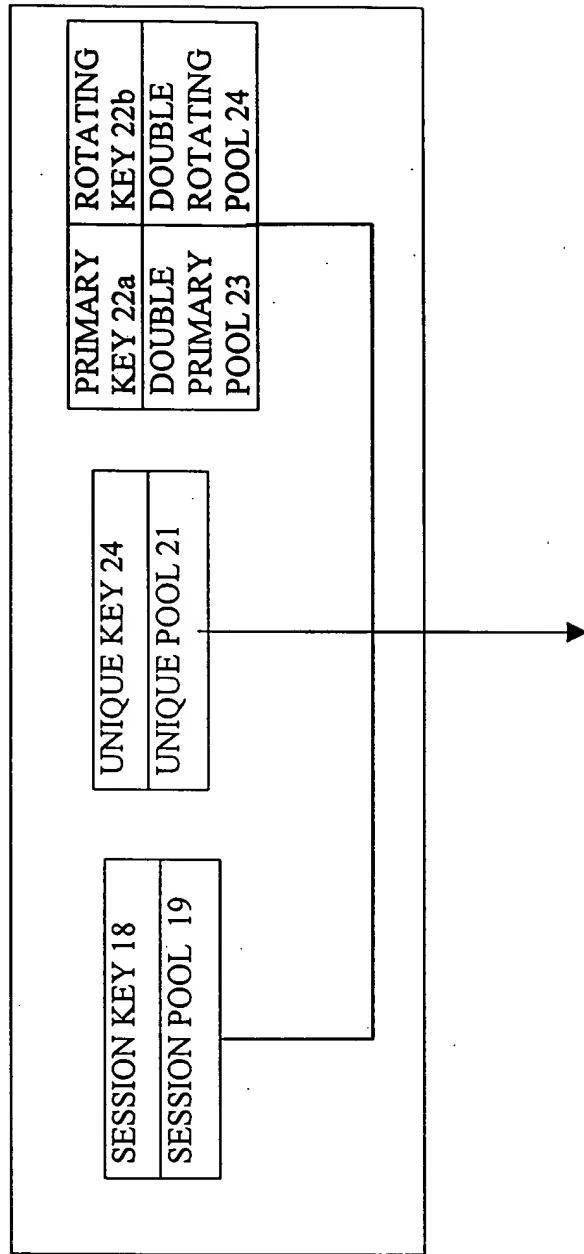 SESSION KEY 18
SESSION POOL 19
UNIQUE KEY 24
UNIQUE POOL 21
PRIMARY
KEY 22a
ROTATING
KEY 22b
DOUBLE
PRIMARY
POOL 23
DOUBLE
ROTATING
POOL 24